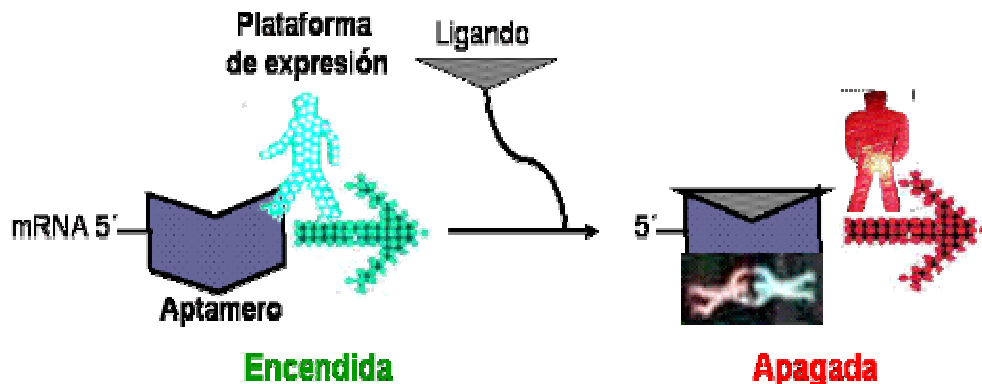 Plataforma
de expresión
Ligando
mRNA 5´
5´
Aptamero
Encendida
Apagada